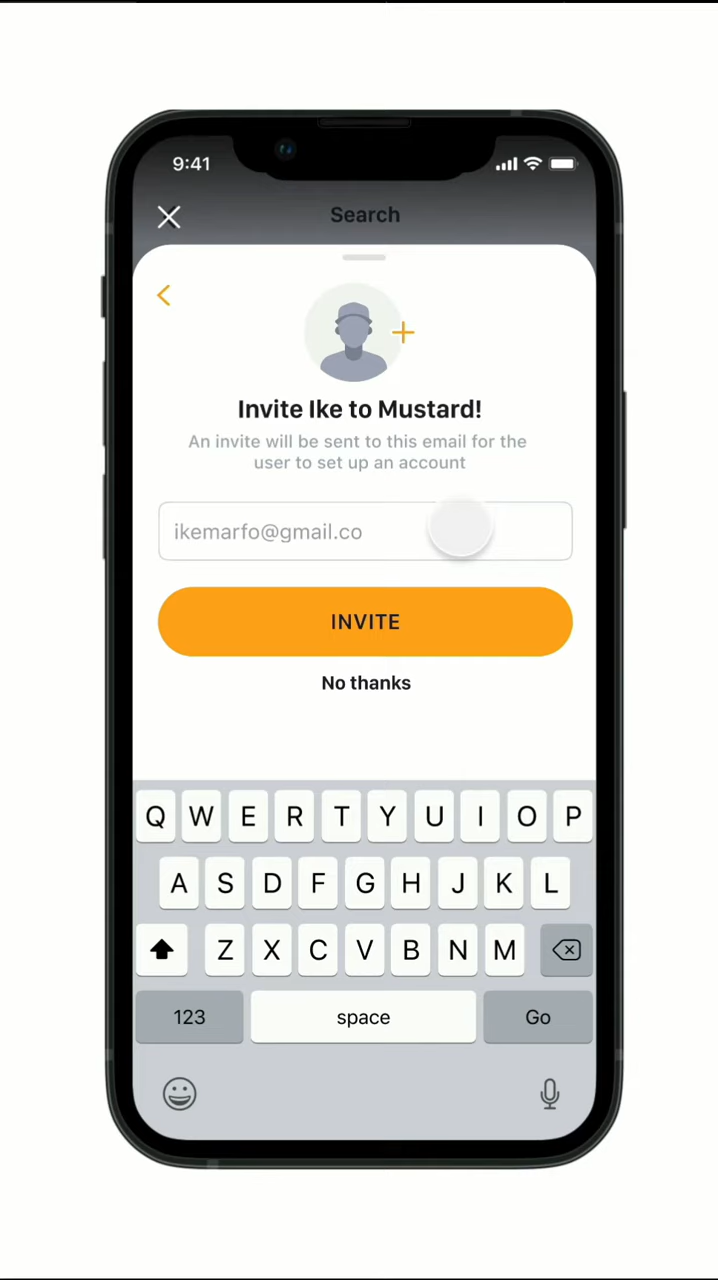 9:41
Search
Invite Ike to Mustard!
An invite will be sent to this email for the
user to set up an account
ikemarfo@gmail.co
INVITE
No thanks
Q W E R T Y U I O P
A S D F G H J K L
Z X C V B N M
123 space Go